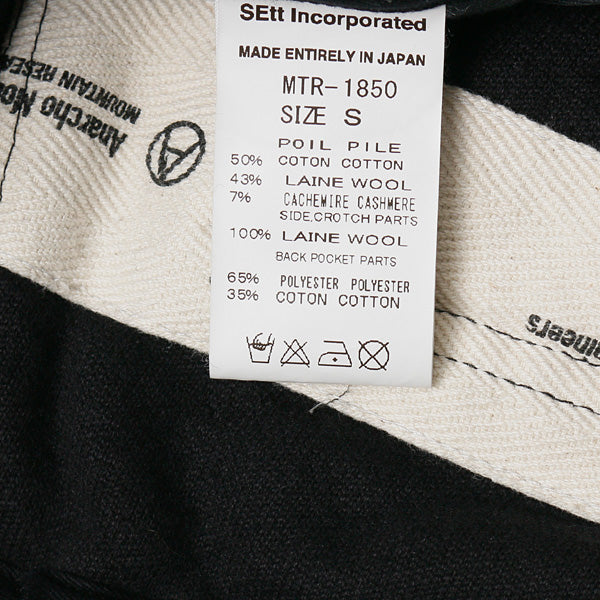 SEtt Incorporated
MADE ENTIRELY IN JAPAN
MTR-1850
SIZE S
POIL PILE
50% COTON COTTON
43% LAINE WOOL
7% CACHEMIRE CASHMERE
SIDE,CROTCH PARTS
100% LAINE WOOL
BACK POCKET PARTS
65% POLYESTER POLYESTER
35% COTON COTTON
Anarcho Mou
MOUNTAIN RESEA
ineers